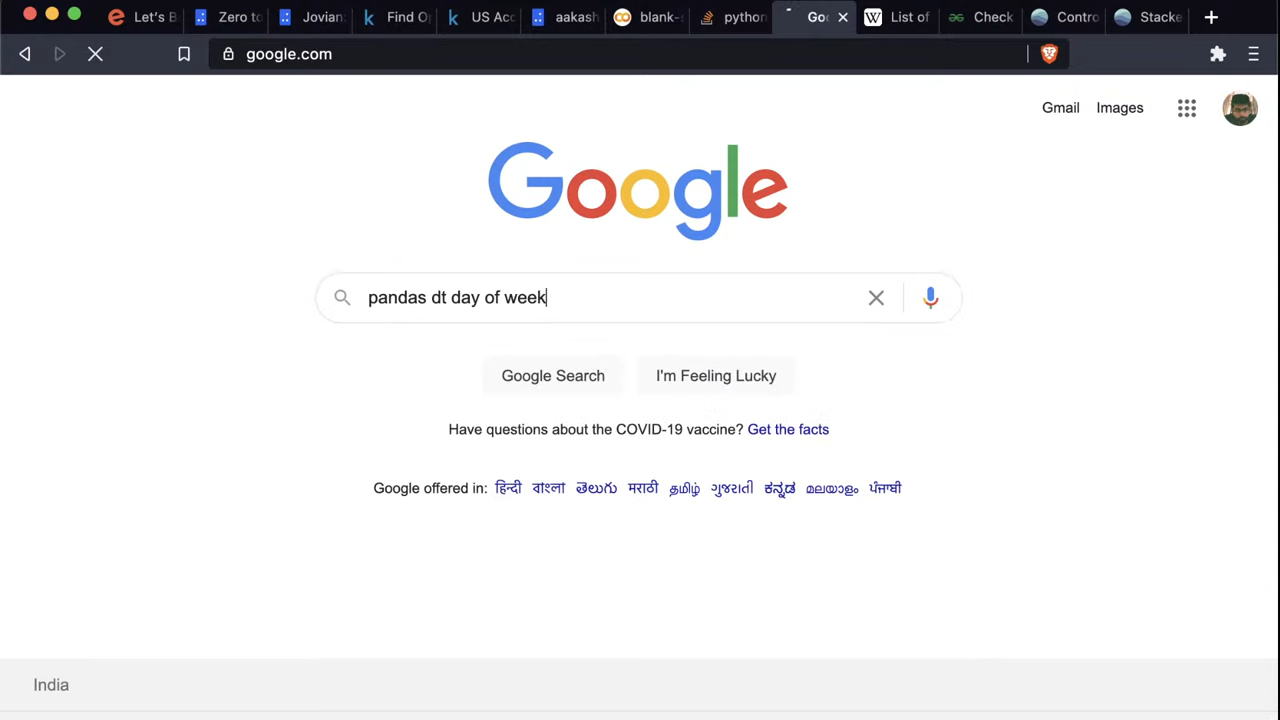 Let's B
Zero to
Jovian:
Find Op
US Acc
aakash
blank-s
python
Goo
List of
Check
Contro
Stacke
google.com
Gmail
Images
Google
pandas dt day of week
Google Search
I'm Feeling Lucky
Have questions about the COVID-19 vaccine? Get the facts
Google offered in: हिन्दी বাংলা తెలుగు मराठी தமிழ் ગુજરાતી ಕನ್ನಡ മലയാളം ਪੰਜਾਬੀ
India